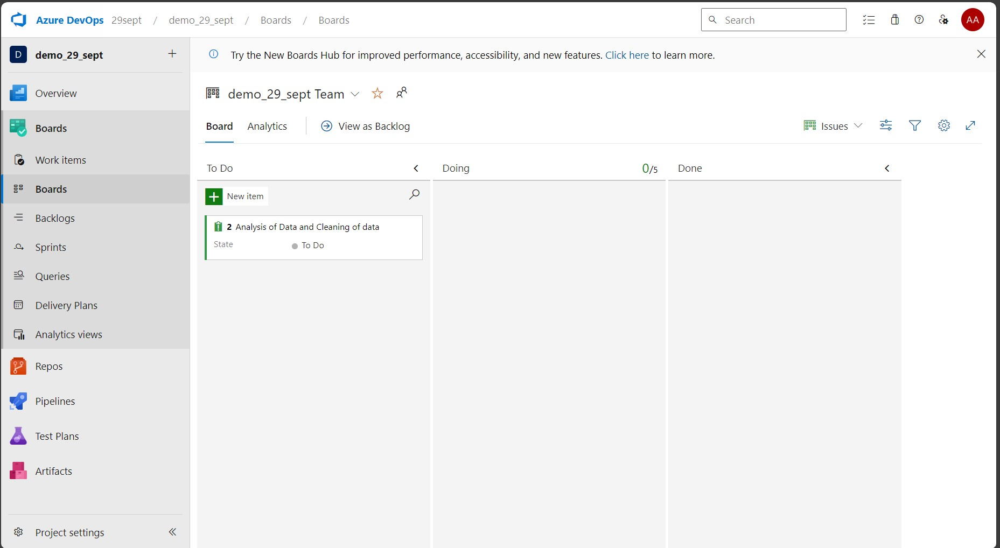 Azure DevOps 29sept / demo_29_sept / Boards / Boards
Search
AA
D demo_29_sept
Try the New Boards Hub for improved performance, accessibility, and new features. Click here to learn more.
Overview
Boards
Work items
Boards
Backlogs
Sprints
Queries
Delivery Plans
Analytics views
Repos
Pipelines
Test Plans
Artifacts
Project settings
demo_29_sept Team
Board Analytics View as Backlog
Issues
To Do
Doing 0/5
Done
New item
2 Analysis of Data and Cleaning of data
State To Do